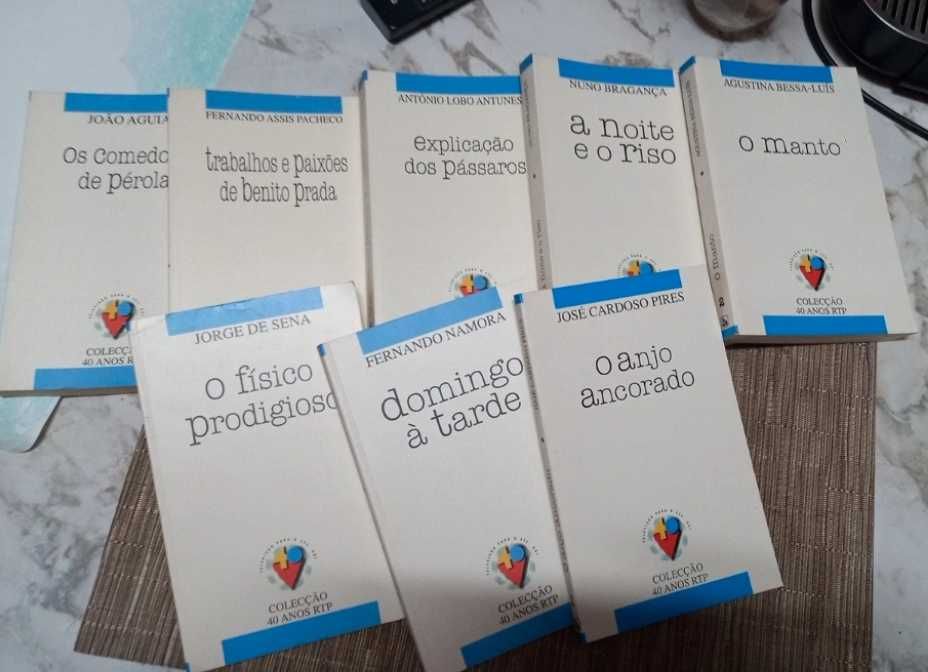 JOÃO AGUIA
Os Comedo
de pérola
COLECÇ
40 ANOS RT
FERNANDO ASSIS PACHECO
trabalhos e paixões
de benito prada
ANTÓNIO LOBO ANTUNES
explicação
dos pássaros
NUNO BRAGANÇA
a noite
e o riso
AGUSTINA BESSA-LUÍS
o manto
COLECÇÃO
40 ANOS RTP
o manto
JORGE DE SENA
o físico
prodigioso
COLECÇÃO
40 ANOS RTP
FERNANDO NAMORA
domingo
à tarde
COLECÇÃO
40 ANOS RTP
JOSÉ CARDOSO PIRES
o anjo
ancorado
COLECÇÃO
40 ANOS RTP